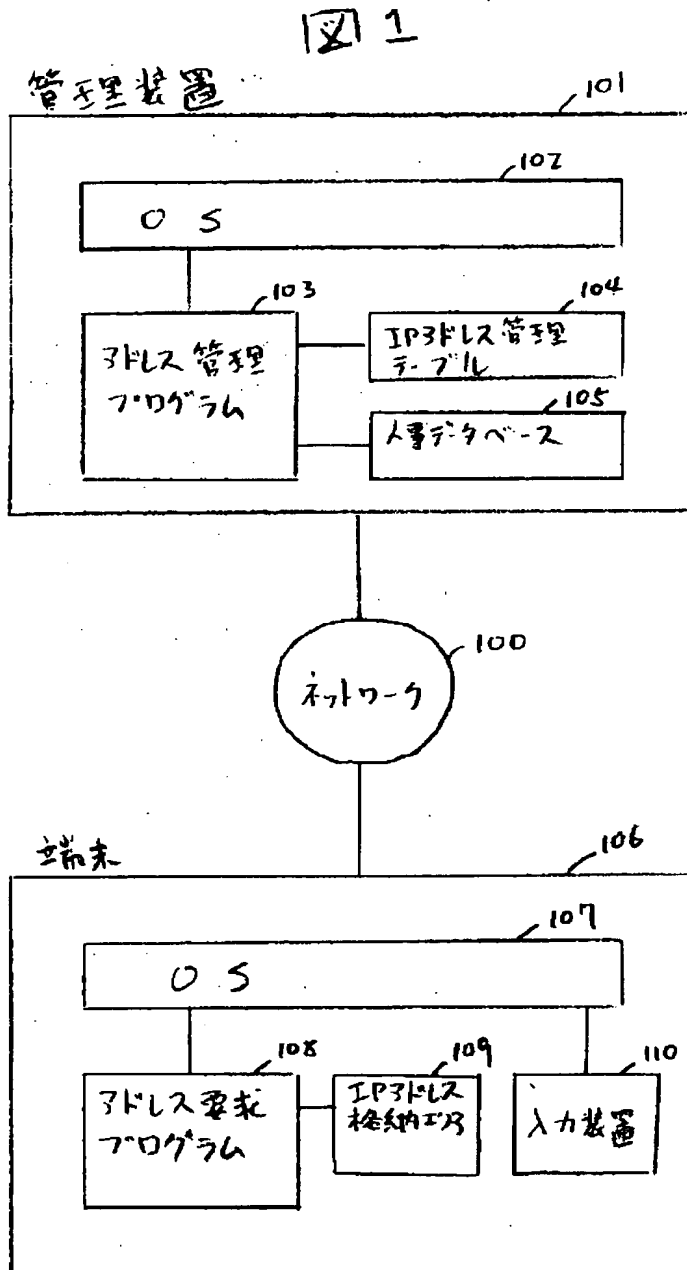 図1
管理装置
101
102
OS
103
アドレス管理
プログラム
104
IPアドレス管理
テーブル
105
人事データベース
100
ネットワーク
端末
106
107
OS
108
アドレス要求
プログラム
109
IPアドレス
格納エリア
110
入力装置